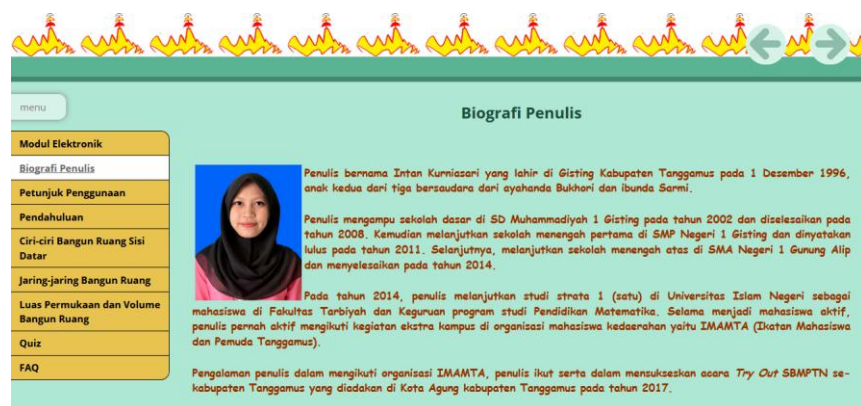 menu
Modul Elektronik
Biografi Penulis
Petunjuk Penggunaan
Pendahuluan
Ciri-ciri Bangun Ruang Sisi
Datar
Jaring-jaring Bangun Ruang
Luas Permukaan dan Volume
Bangun Ruang
Quiz
FAQ
Biografi Penulis
Penulis bernama Intan Kurniasari yang lahir di Gisting Kabupaten Tanggamus pada 1 Desember 1996,
anak kedua dari tiga bersaudara dari ayahanda Bukhori dan ibunda Sarmi.
Penulis mengampu sekolah dasar di SD Muhammadiyah 1 Gisting pada tahun 2002 dan diselesaikan pada
tahun 2008. Kemudian melanjutkan sekolah menengah pertama di SMP Negeri 1 Gisting dan dinyatakan
lulus pada tahun 2011. Selanjutnya, melanjutkan sekolah menengah atas di SMA Negeri 1 Gunung Alip
dan menyelesaikan pada tahun 2014.
Pada tahun 2014, penulis melanjutkan studi strata 1 (satu) di Universitas Islam Negeri sebagai
mahasiswa di Fakultas Tarbiyah dan Keguruan program studi Pendidikan Matematika. Selama menjadi mahasiswa aktif,
penulis pernah aktif mengikuti kegiatan ekstra kampus di organisasi mahasiswa kedaerahan yaitu IMAMTA (Ikatan Mahasiswa
dan Pemuda Tanggamus).
Pengalaman penulis dalam mengikuti organisasi IMAMTA, penulis ikut serta dalam mensukseskan acara Try Out SBMPTN se-
kabupaten Tanggamus yang diadakan di Kota Agung kabupaten Tanggamus pada tahun 2017.